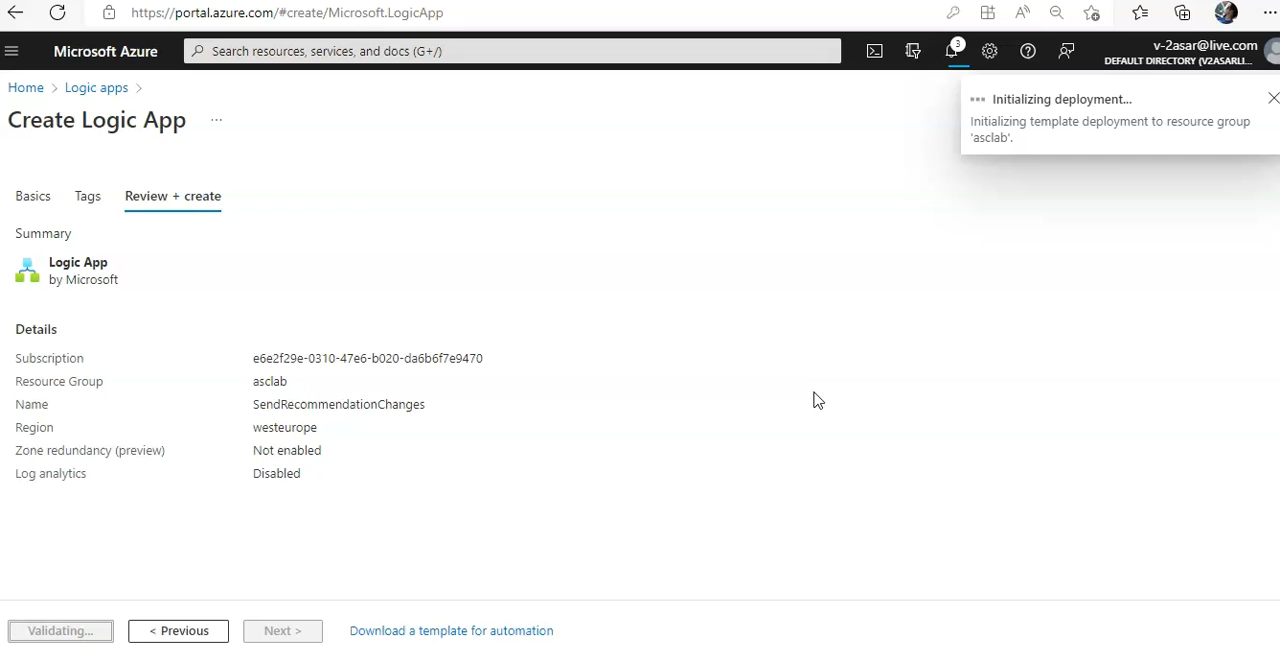 https://portal.azure.com/#create/Microsoft.LogicApp
Microsoft Azure
Search resources, services, and docs (G+/)
3
v-2asar@live.com
DEFAULT DIRECTORY (V2ASARLI...
Home > Logic apps >
Create Logic App ...
Initializing deployment...
Initializing template deployment to resource group
'asclab'.
Basics Tags Review + create
Summary
Logic App
by Microsoft
Details
Subscription e6e2f29e-0310-47e6-b020-da6b6f7e9470
Resource Group asclab
Name SendRecommendationChanges
Region westeurope
Zone redundancy (preview) Not enabled
Log analytics Disabled
Validating... < Previous Next > Download a template for automation